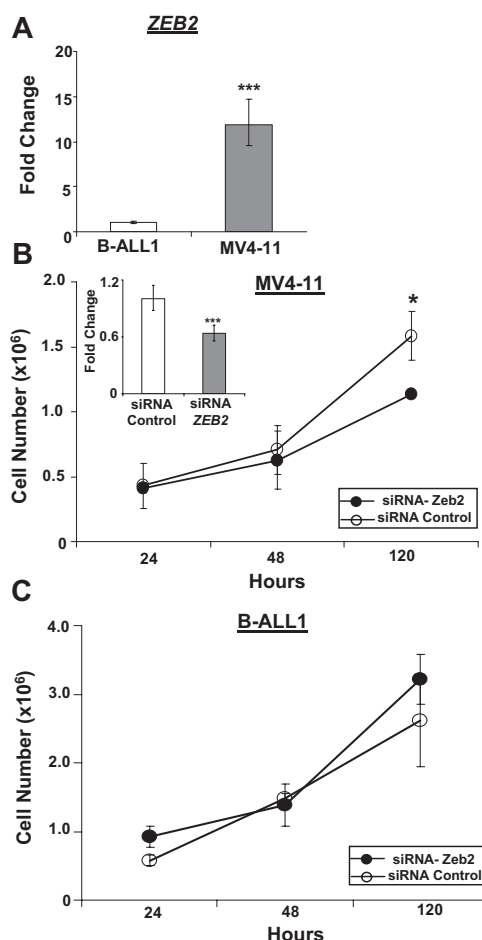 A
ZEB2
Fold Change
20
15
10
5
0
***
B-ALL1
MV4-11
B
MV4-11
Cell Number (x10⁶)
2.0
1.5
1.0
0.5
0
*
Fold Change
1.2
0.6
0
***
siRNA Control
siRNA ZEB2
siRNA- Zeb2
siRNA Control
24
48
120
Hours
C
B-ALL1
Cell Number (x10⁶)
4.0
3.0
2.0
1.0
0
siRNA- Zeb2
siRNA Control
24
48
120
Hours